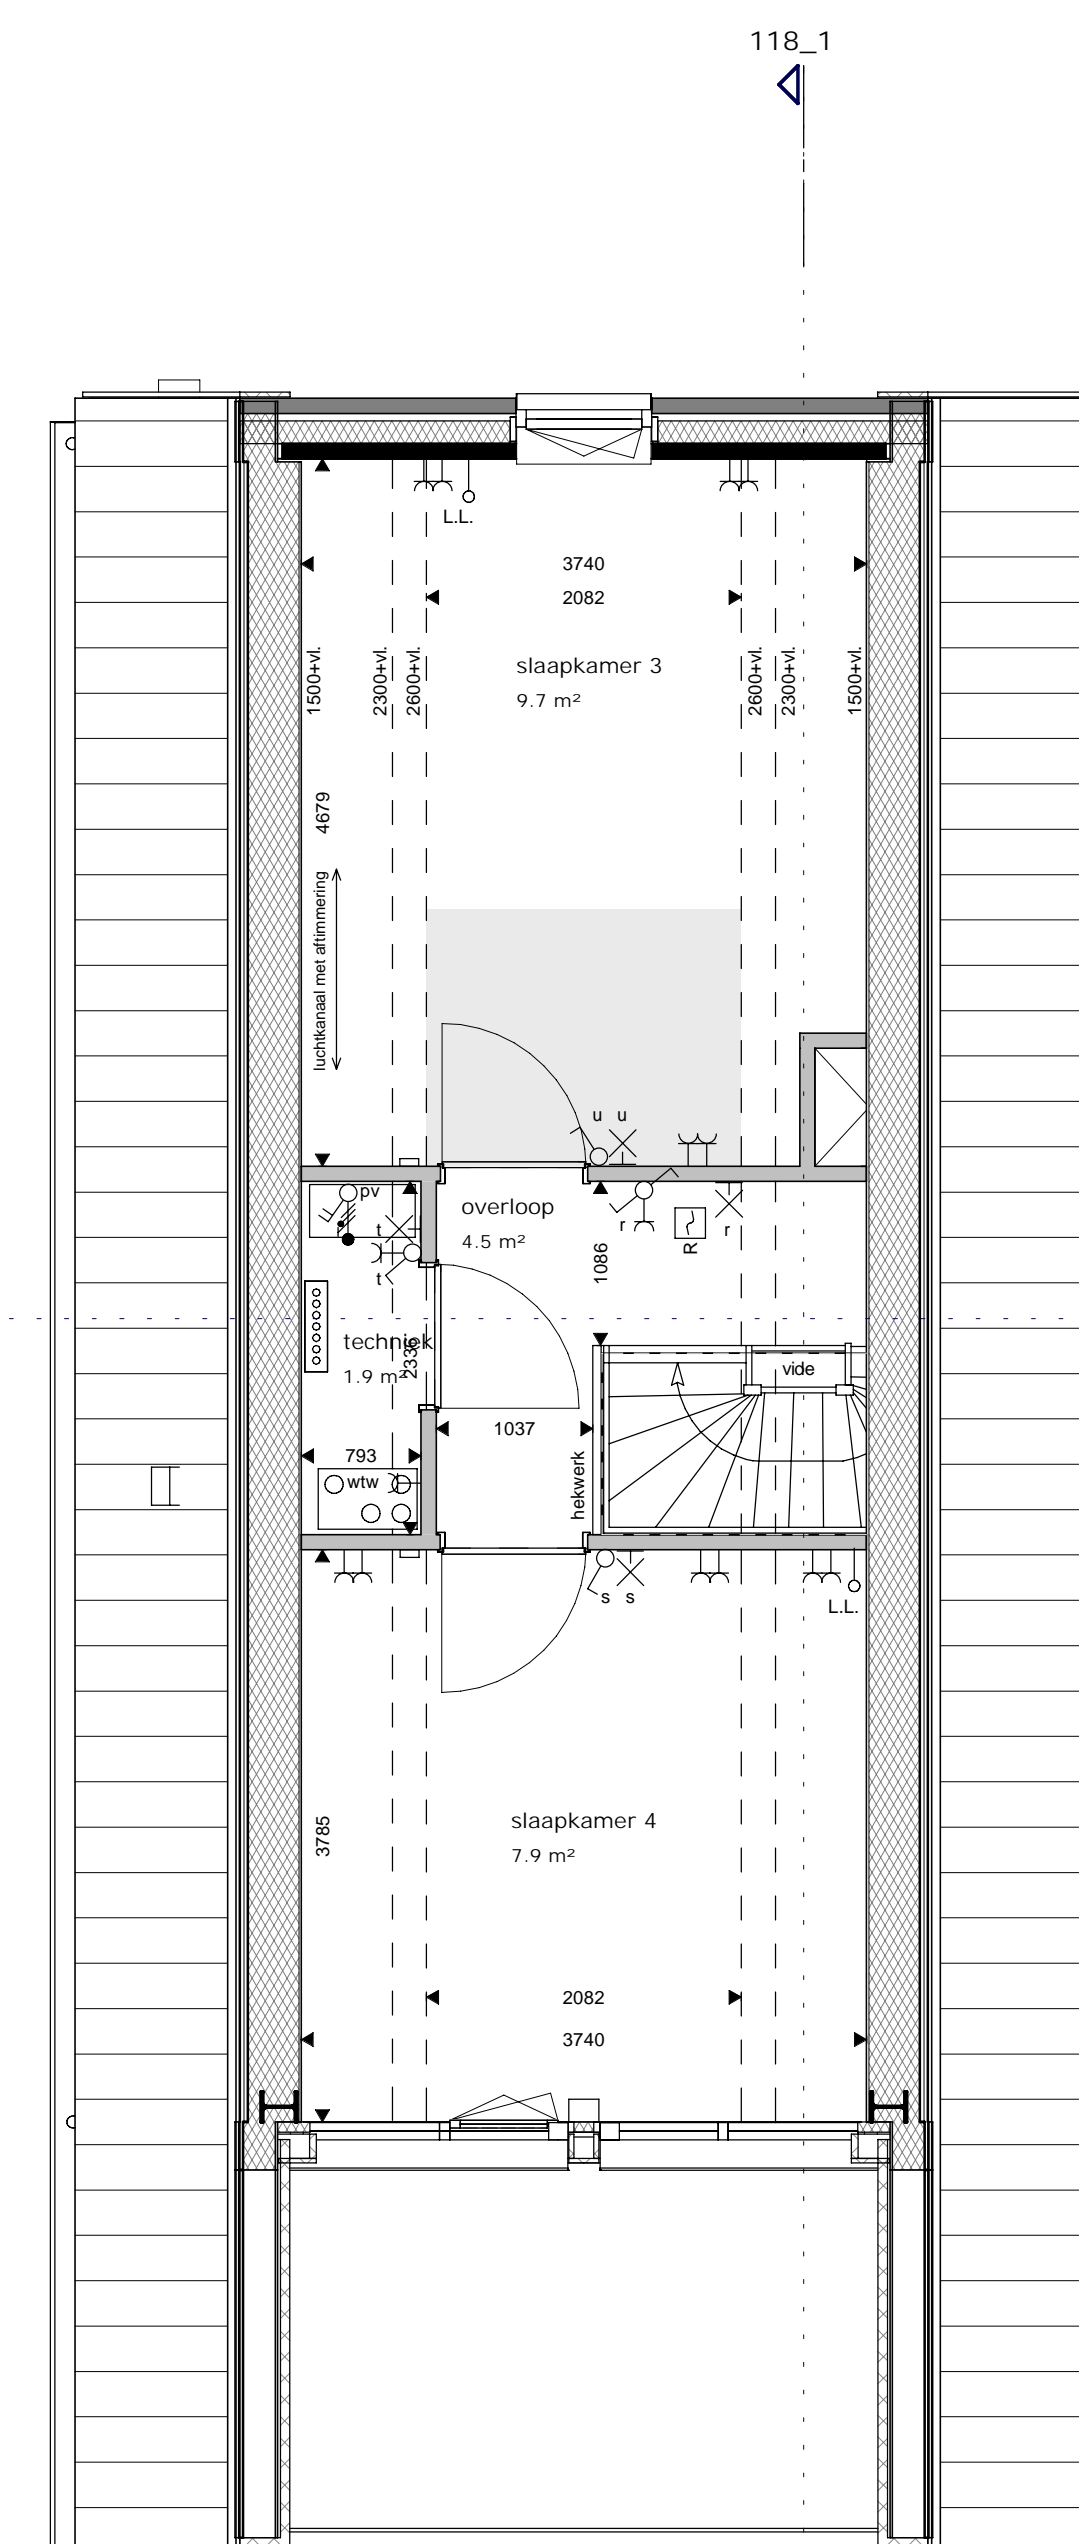 118_1
L.L.
3740
2082
slaapkamer 3
9.7 m²
1500+vl.
2300+vl.
2600+vl.
2600+vl.
2300+vl.
1500+vl.
4679
luchtkanaal met aftimmering
u u
pv
t
t
overloop
4.5 m²
r
R
r
1086
techniek
1.9 m²
2336
vide
1037
793
wtw
hekwerk
s s
L.L.
slaapkamer 4
7.9 m²
3785
2082
3740